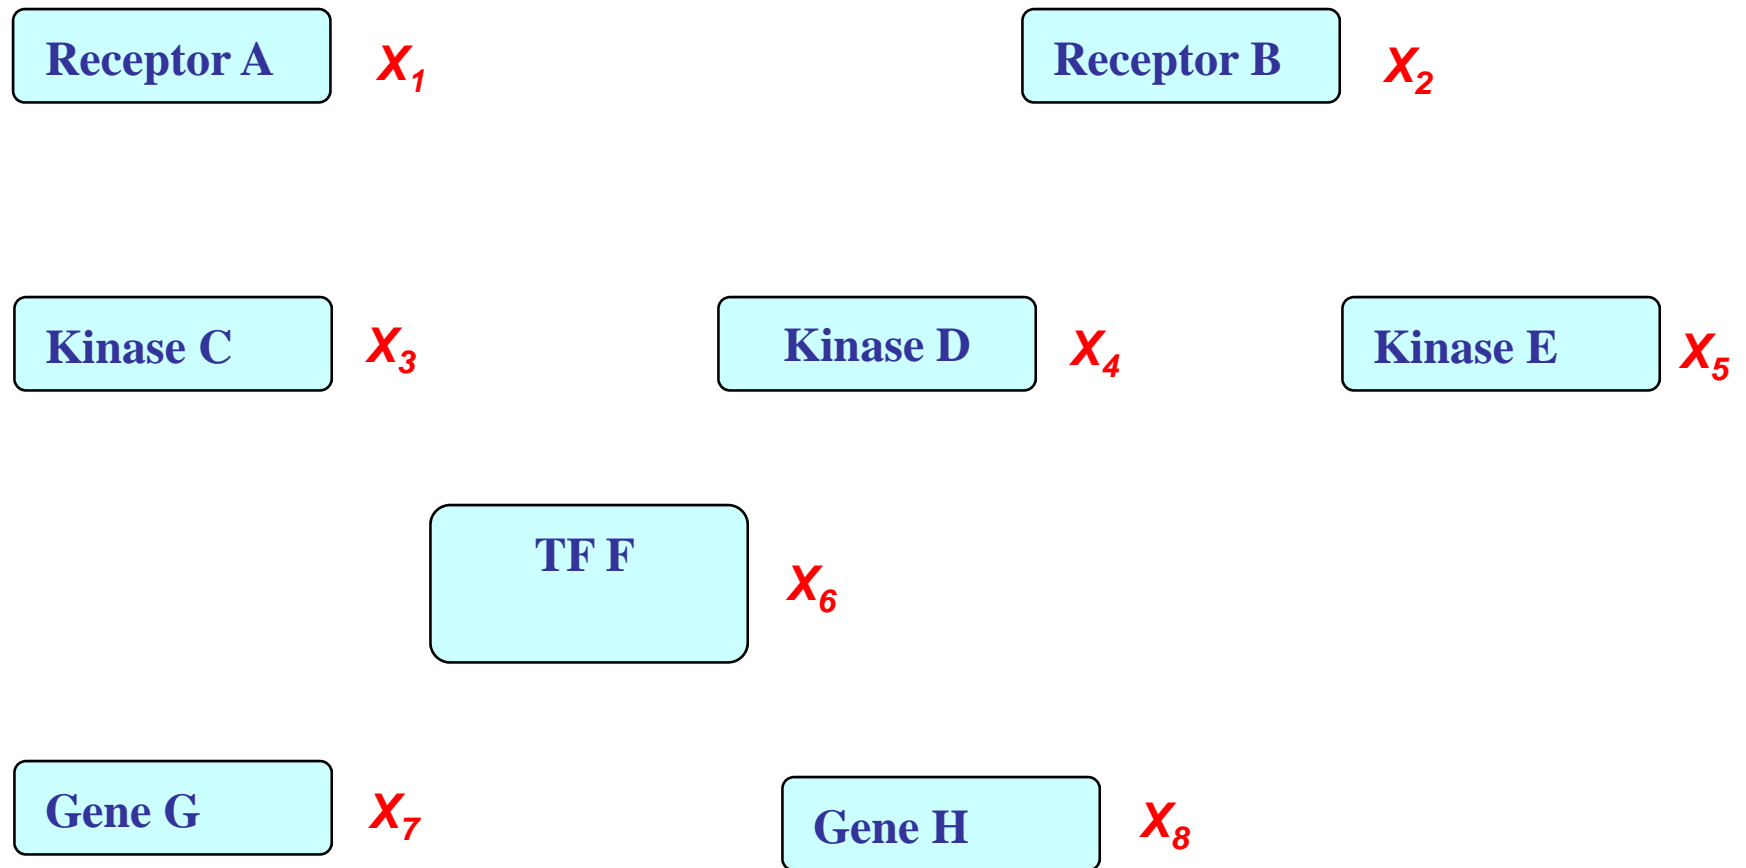 Receptor A X1 Receptor B X2
Kinase C X3 Kinase D X4 Kinase E X5
TF F X6
Gene G X7 Gene H X8